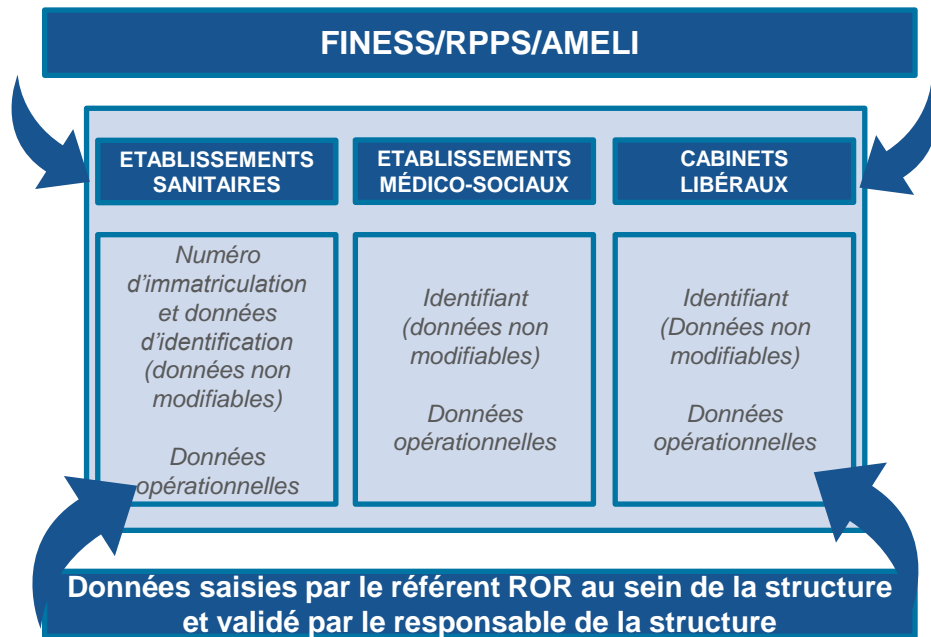 FINESS/RPPS/AMELI
ETABLISSEMENTS
SANITAIRES
ETABLISSEMENTS
MÉDICO-SOCIAUX
CABINETS
LIBÉRAUX
Numéro
d'immatriculation
et données
d'identification
(données non
modifiables)
Données
opérationnelles
Identifiant
(données non
modifiables)
Données
opérationnelles
Identifiant
(Données non
modifiables)
Données
opérationnelles
Données saisies par le référent ROR au sein de la structure
et validé par le responsable de la structure